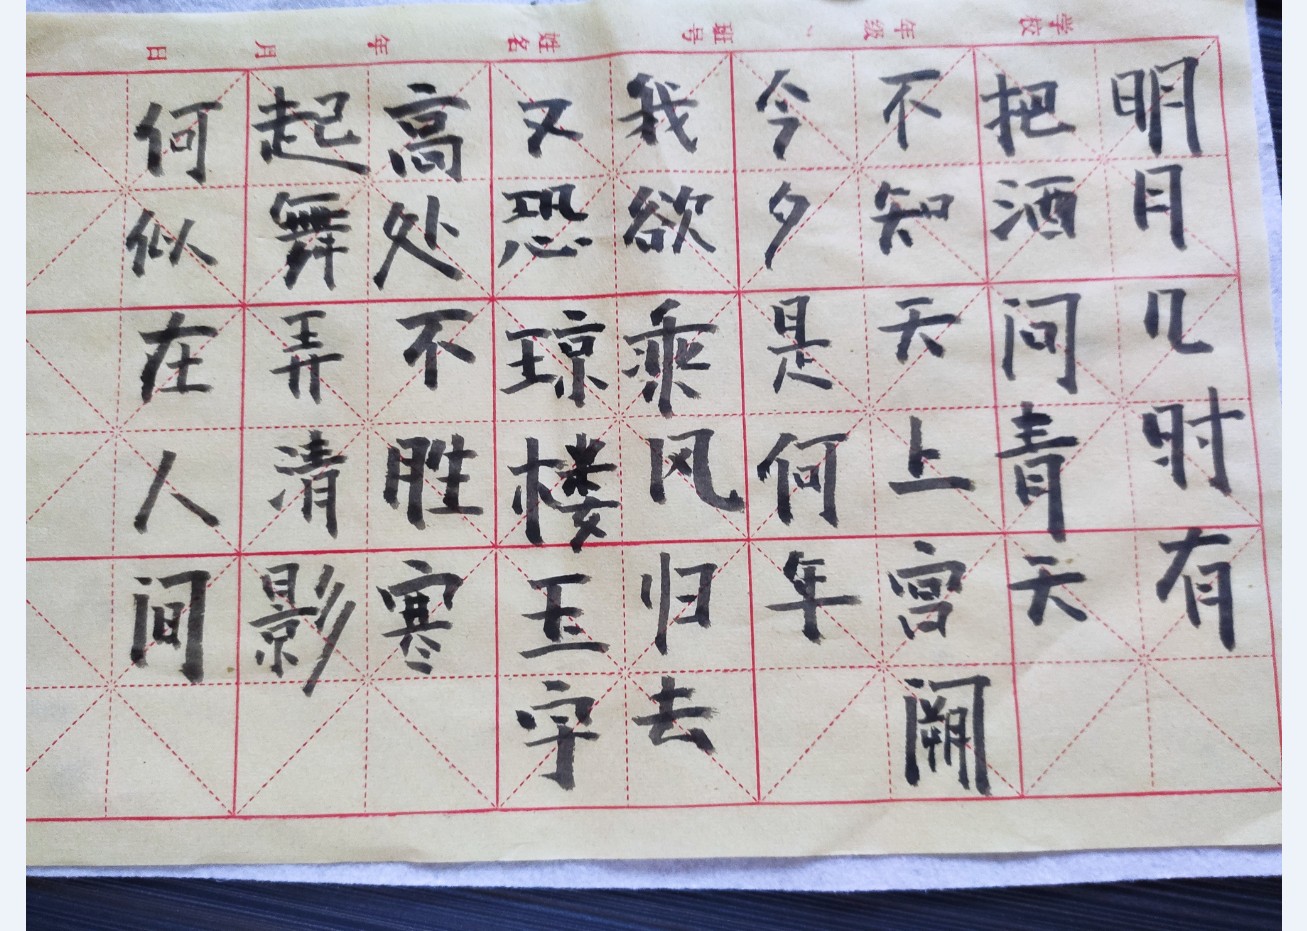 学校 年级 班号 姓名 年 月 日
明月几时有
把酒问青天
不知天上宫阙
今夕是何年
我欲乘风归去
又恐琼楼玉宇
高处不胜寒
起舞弄清影
何似在人间